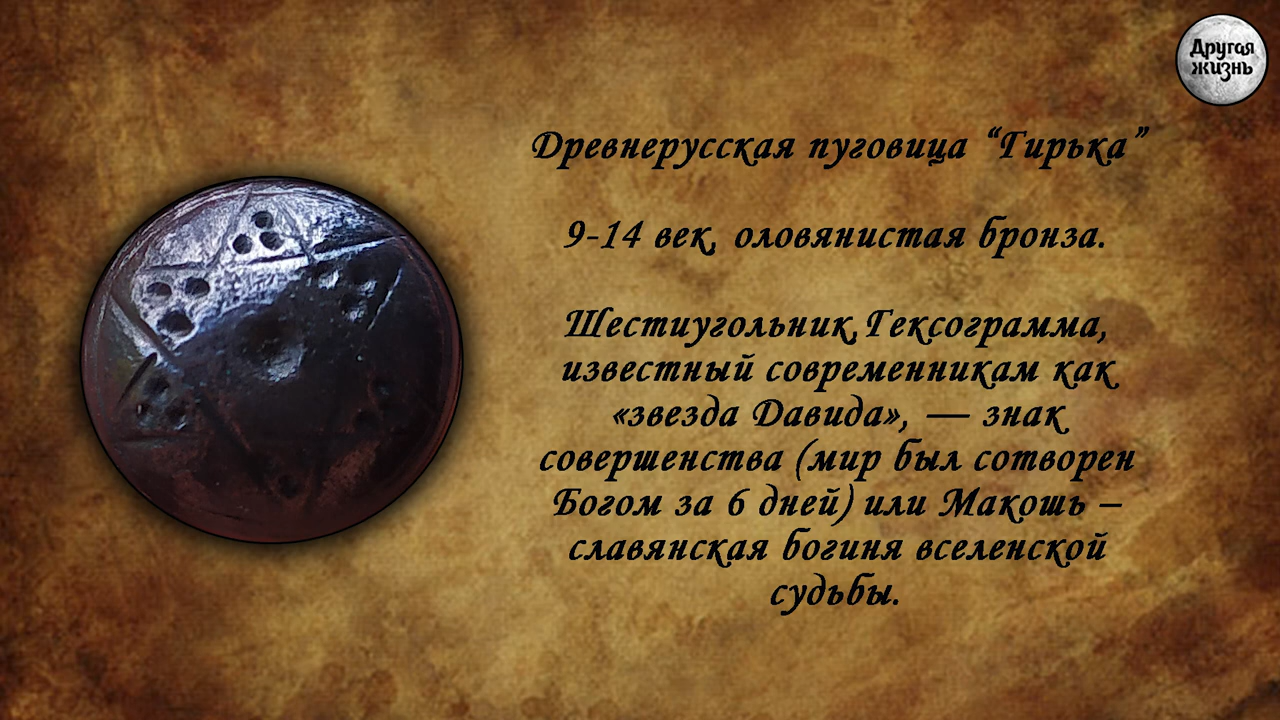 Другая
жизнь
Древнерусская пуговица “Гирька”
9-14 век, оловянистая бронза.
Шестиугольник,Гексограмма,
известный современникам как
«звезда Давида», — знак
совершенства (мир был сотворен
Богом за 6 дней) или Макошь –
славянская богиня вселенской
судьбы.